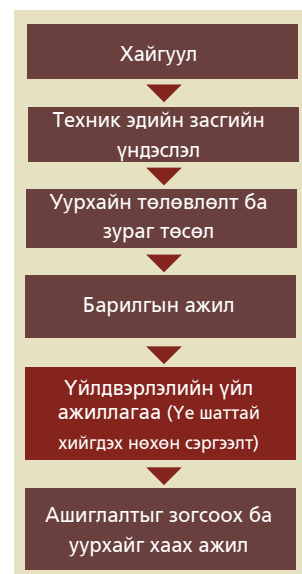 Хайгуул
Техник эдийн засгийн
үндэслэл
Уурхайн төлөвлөлт ба
зураг төсөл
Барилгын ажил
Үйлдвэрлэлийн үйл
ажиллагаа (Үе шаттай
хийгдэх нөхөн сэргээлт)
Ашиглалтыг зогсоох ба
уурхайг хаах ажил